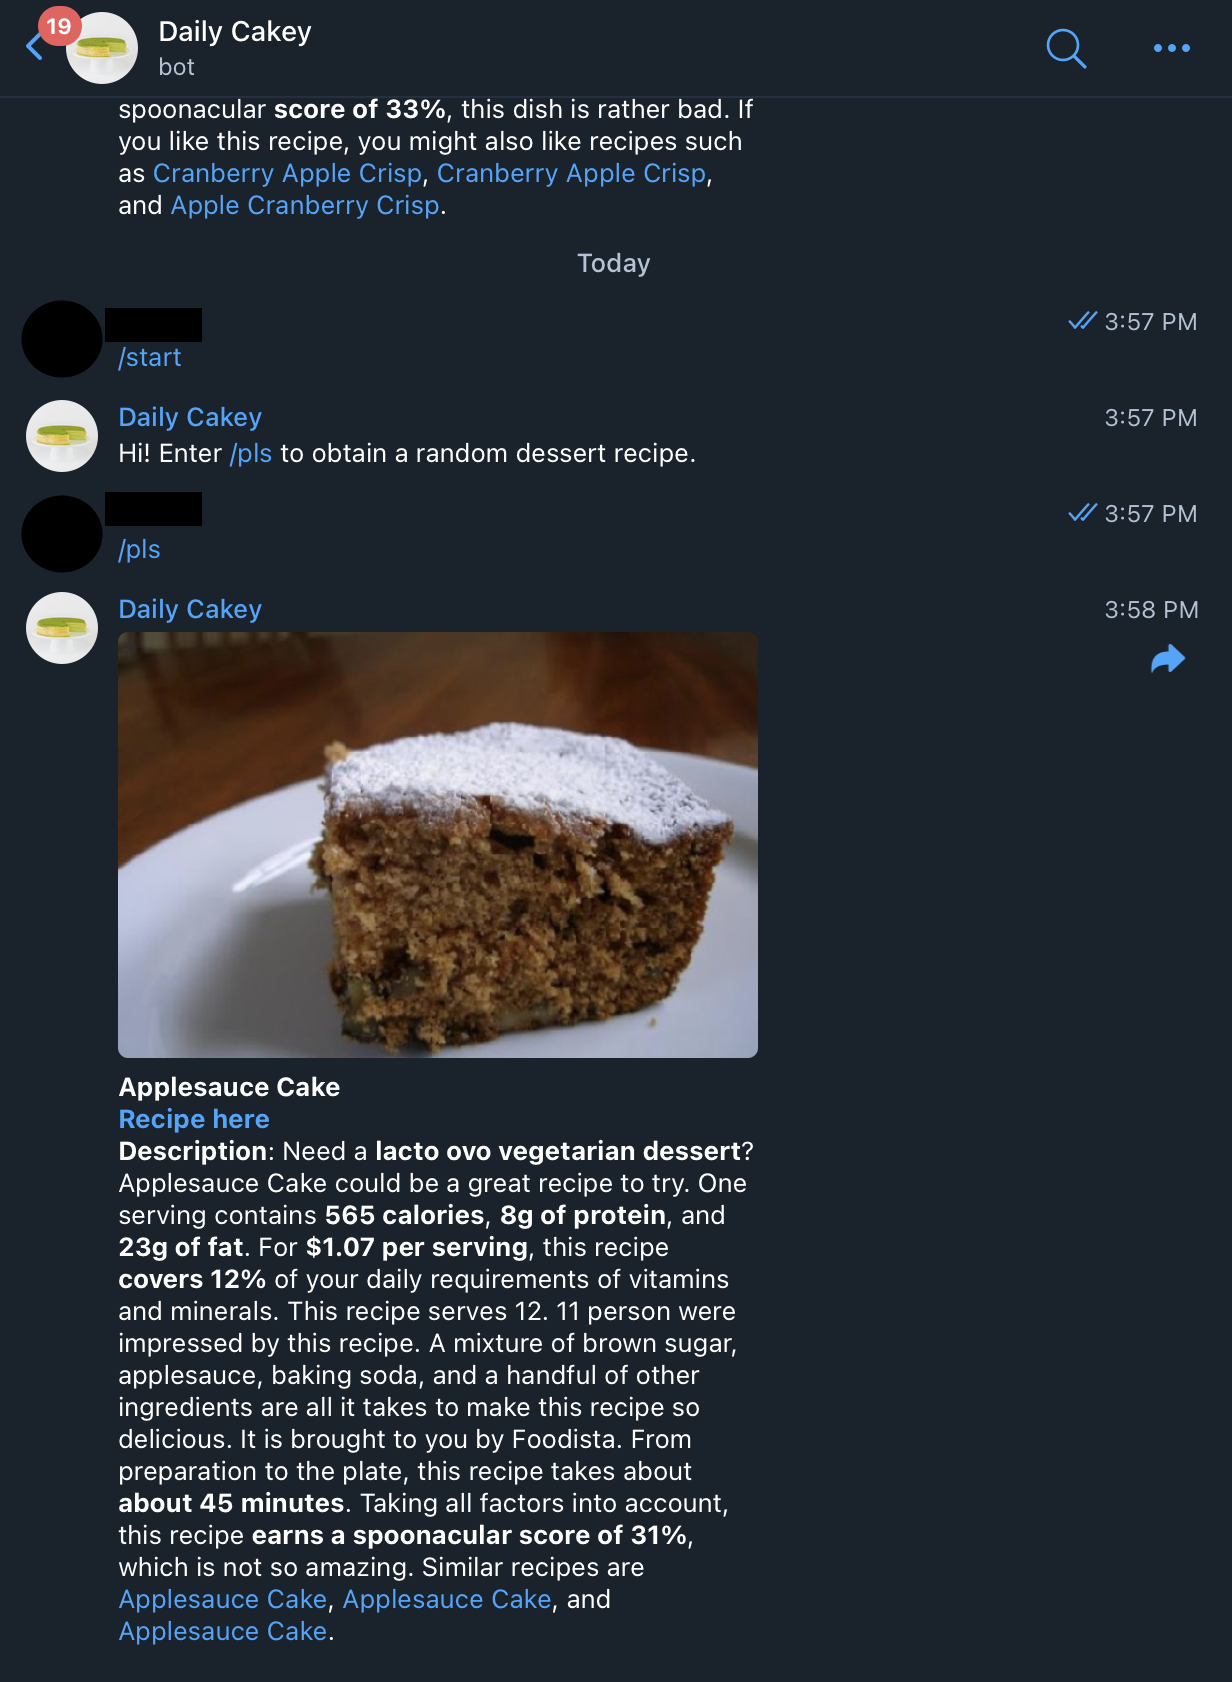 19
Daily Cakey
bot
spoonacular score of 33%, this dish is rather bad. If
you like this recipe, you might also like recipes such
as Cranberry Apple Crisp, Cranberry Apple Crisp,
and Apple Cranberry Crisp.
Today
3:57 PM
/start
Daily Cakey 3:57 PM
Hi! Enter /pls to obtain a random dessert recipe.
3:57 PM
/pls
Daily Cakey 3:58 PM
Applesauce Cake
Recipe here
Description: Need a lacto ovo vegetarian dessert?
Applesauce Cake could be a great recipe to try. One
serving contains 565 calories, 8g of protein, and
23g of fat. For $1.07 per serving, this recipe
covers 12% of your daily requirements of vitamins
and minerals. This recipe serves 12. 11 person were
impressed by this recipe. A mixture of brown sugar,
applesauce, baking soda, and a handful of other
ingredients are all it takes to make this recipe so
delicious. It is brought to you by Foodista. From
preparation to the plate, this recipe takes about
about 45 minutes. Taking all factors into account,
this recipe earns a spoonacular score of 31%,
which is not so amazing. Similar recipes are
Applesauce Cake, Applesauce Cake, and
Applesauce Cake.